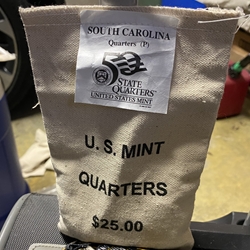 SOUTH CAROLINA
Quarters (P)
50
STATE
QUARTERS
UNITED STATES MINT
U.S. MINT
QUARTERS
$25.00